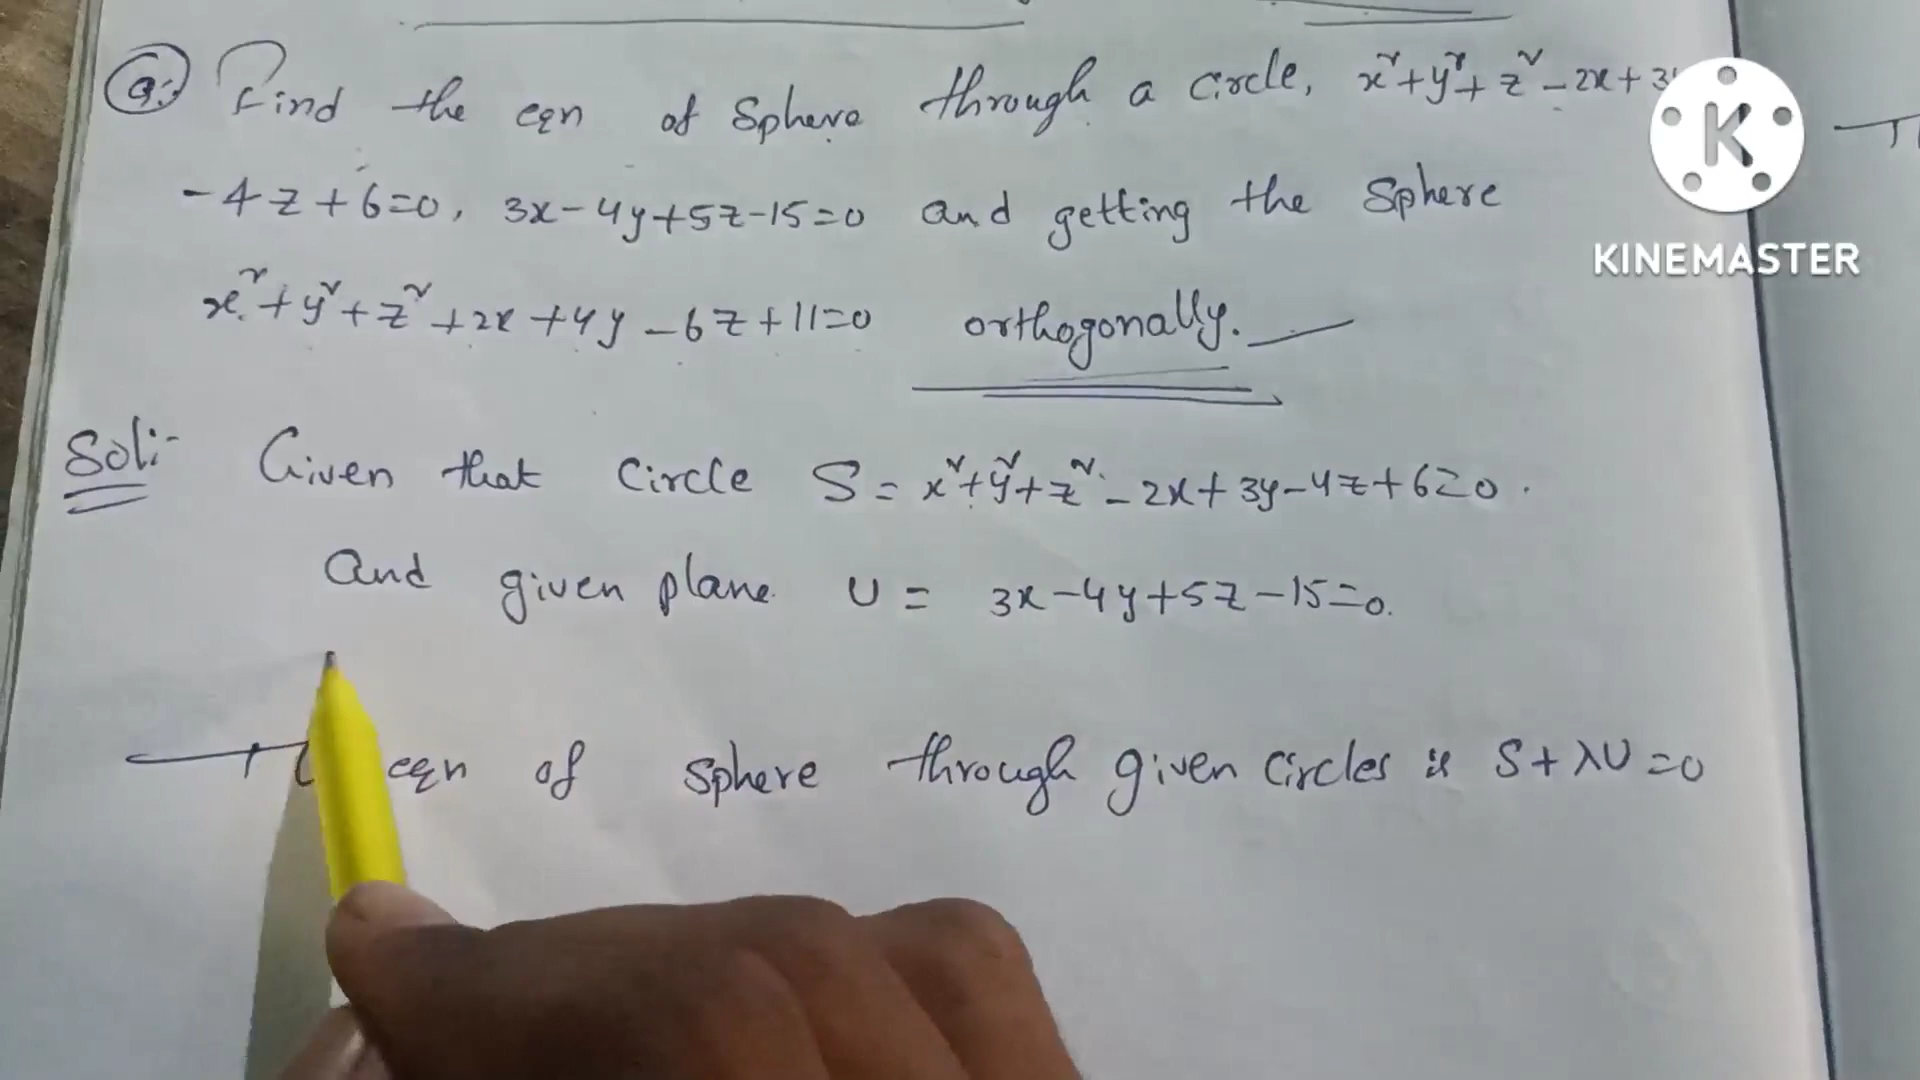 Q:) Find the eqn of Sphere through a circle, x²+y²+z²-2x+3y
-4z+6=0, 3x-4y+5z-15=0 and getting the Sphere
x²+y²+z²+2x+4y-6z+11=0 orthogonally.
Sol:- Given that Circle S = x²+y²+z²-2x+3y-4z+6=0.
And given plane U = 3x-4y+5z-15=0.
eqn of sphere through given circles is S+λU=0
K
KINEMASTER